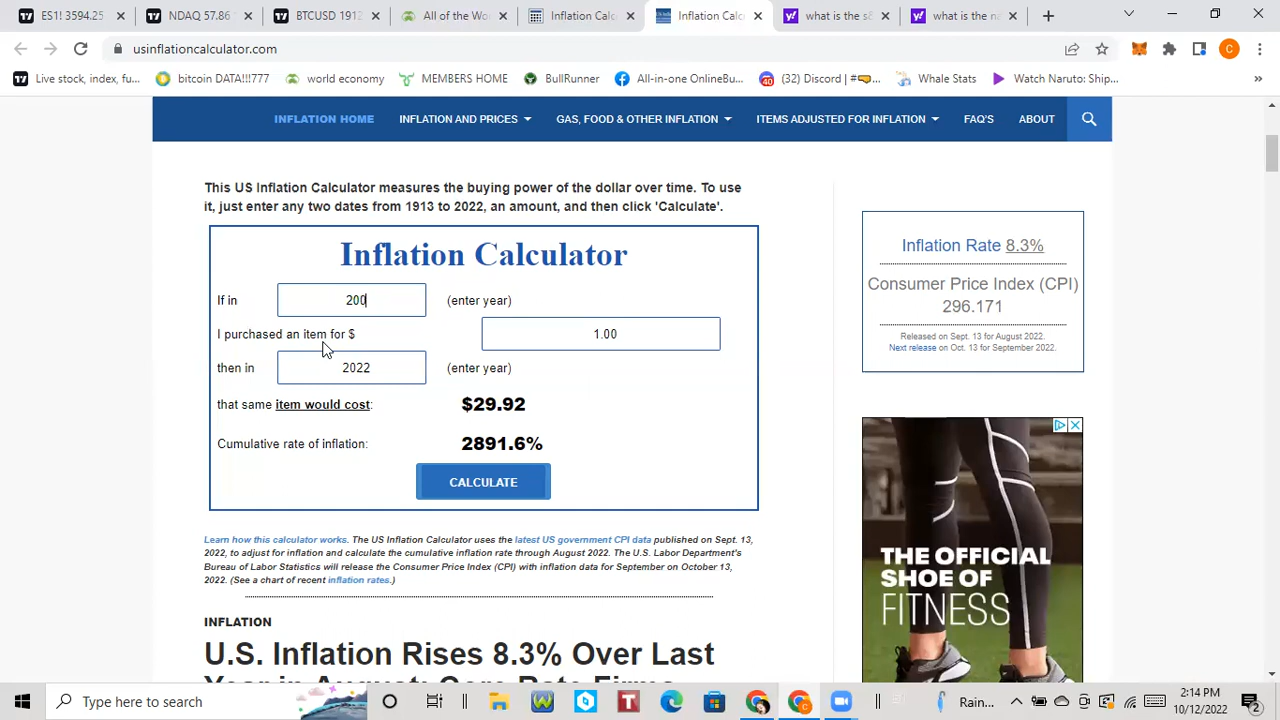 ES1! 3594.25
NDAQ 57.81
BTCUSD 191
All of the Wo
Inflation Calc
Inflation Calc
what is the s&
what is the na
usinflationcalculator.com
Live stock, index, fu...
bitcoin DATA!!!777
world economy
MEMBERS HOME
BullRunner
All-in-one OnlineBu...
(32) Discord | #
Whale Stats
Watch Naruto: Ship...
INFLATION HOME
INFLATION AND PRICES
GAS, FOOD & OTHER INFLATION
ITEMS ADJUSTED FOR INFLATION
FAQ'S
ABOUT
This US Inflation Calculator measures the buying power of the dollar over time. To use
it, just enter any two dates from 1913 to 2022, an amount, and then click 'Calculate'.
Inflation Calculator
If in 200 (enter year)
I purchased an item for $ 1.00
then in 2022 (enter year)
that same item would cost: $29.92
Cumulative rate of inflation: 2891.6%
CALCULATE
Learn how this calculator works. The US Inflation Calculator uses the latest US government CPI data published on Sept. 13,
2022, to adjust for inflation and calculate the cumulative inflation rate through August 2022. The U.S. Labor Department's
Bureau of Labor Statistics will release the Consumer Price Index (CPI) with inflation data for September on October 13,
2022. (See a chart of recent inflation rates.)
INFLATION
U.S. Inflation Rises 8.3% Over Last
Year in August; Core Rate Firms
Inflation Rate 8.3%
Consumer Price Index (CPI)
296.171
Released on Sept. 13 for August 2022.
Next release on Oct. 13 for September 2022.
THE OFFICIAL
SHOE OF
FITNESS
Type here to search
Rain...
2:14 PM
10/12/2022
2